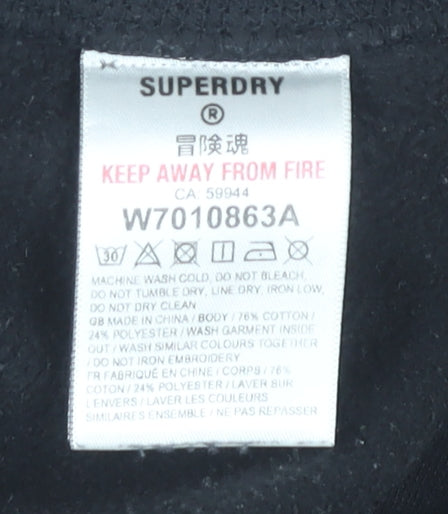 SUPERDRY
®
冒険魂
KEEP AWAY FROM FIRE
CA. 59944
W7010863A
30
MACHINE WASH COLD, DO NOT BLEACH,
DO NOT TUMBLE DRY, LINE DRY, IRON LOW,
DO NOT DRY CLEAN
GB MADE IN CHINA / BODY / 76% COTTON /
24% POLYESTER / WASH GARMENT INSIDE
OUT / WASH SIMILAR COLOURS TOGETHER
/ DO NOT IRON EMBROIDERY
FR FABRIQUÉ EN CHINE / CORPS / 76%
COTON / 24% POLYESTER / LAVER SUR
L'ENVERS / LAVER LES COULEURS
SIMILAIRES ENSEMBLE / NE PAS REPASSER